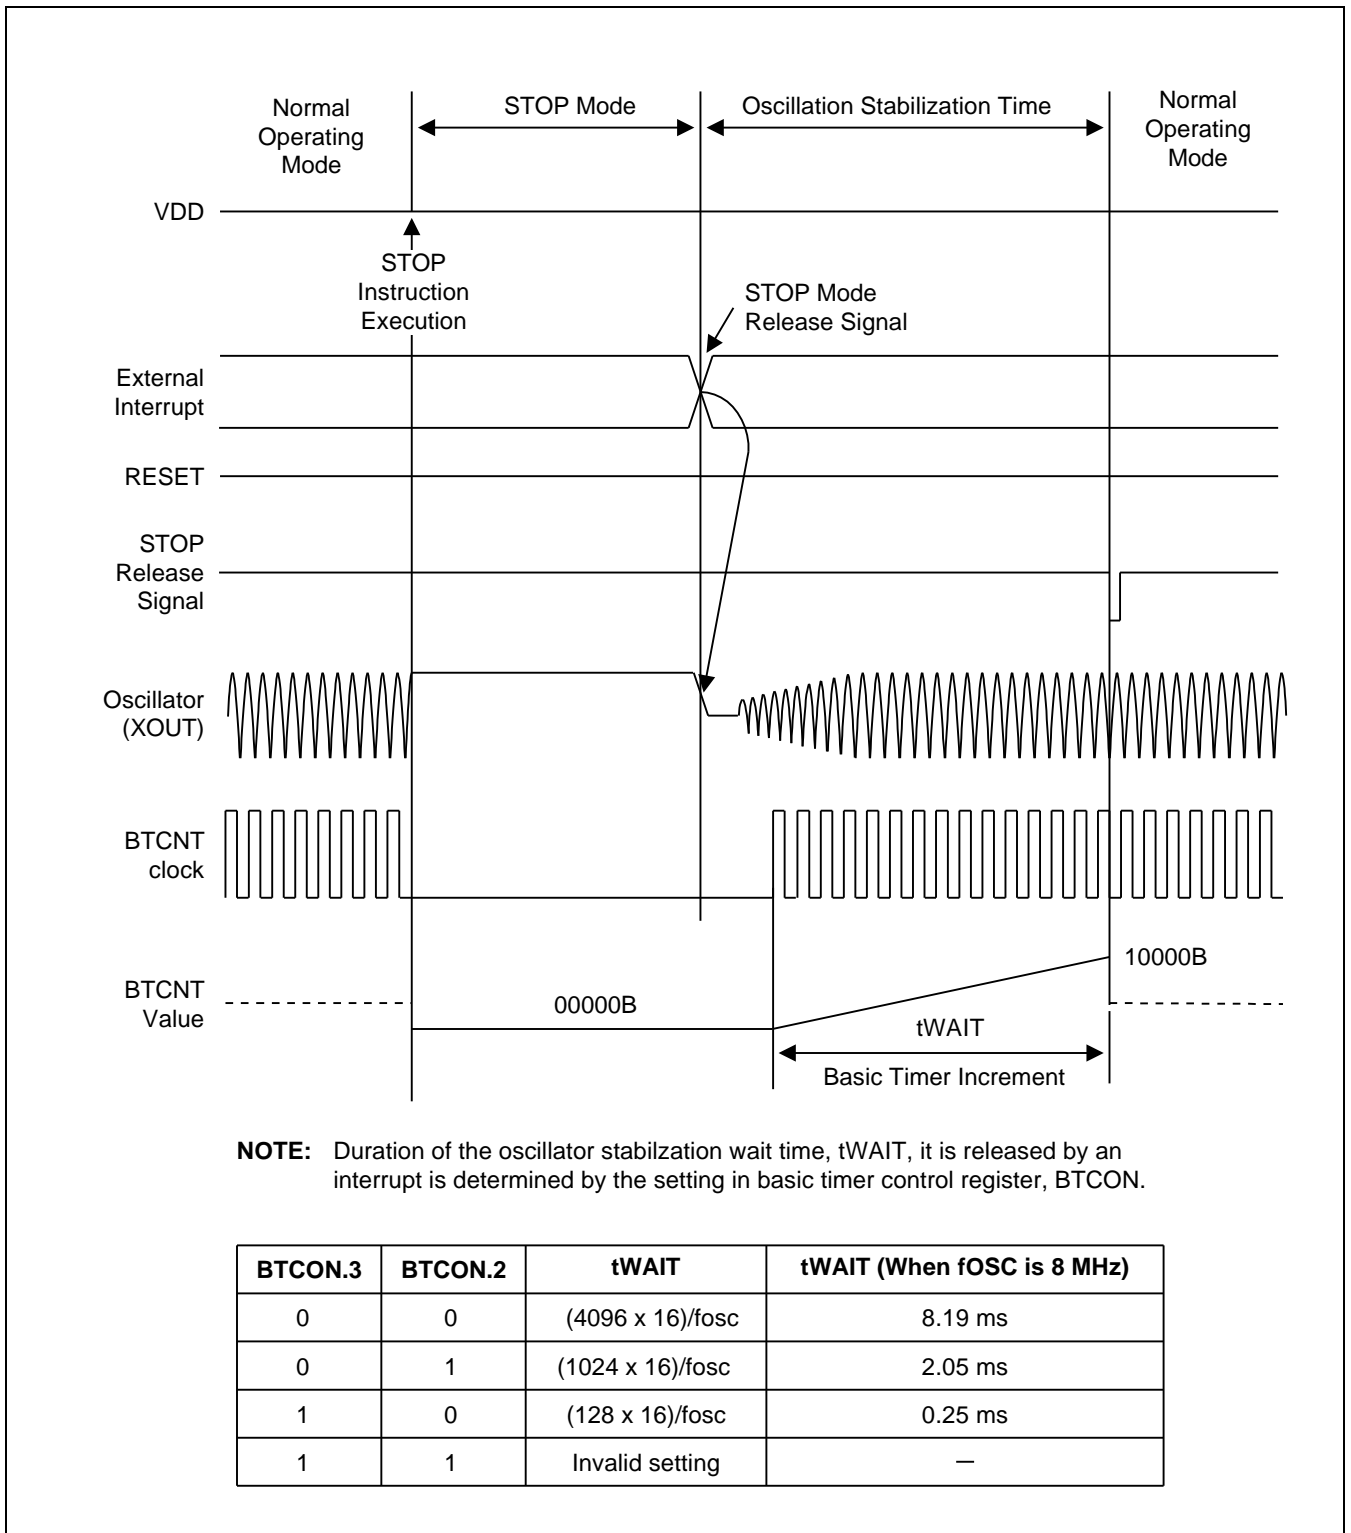 Normal
Operating
Mode
STOP Mode
Oscillation Stabilization Time
Normal
Operating
Mode
VDD
STOP
Instruction
Execution
STOP Mode
Release Signal
External
Interrupt
RESET
STOP
Release
Signal
Oscillator
(XOUT)
BTCNT
clock
10000B
BTCNT
Value
00000B
tWAIT
Basic Timer Increment
NOTE: Duration of the oscillator stabilzation wait time, tWAIT, it is released by an
interrupt is determined by the setting in basic timer control register, BTCON.
BTCON.3 BTCON.2 tWAIT tWAIT (When fOSC is 8 MHz)
0 0 (4096 x 16)/fosc 8.19 ms
0 1 (1024 x 16)/fosc 2.05 ms
1 0 (128 x 16)/fosc 0.25 ms
1 1 Invalid setting –